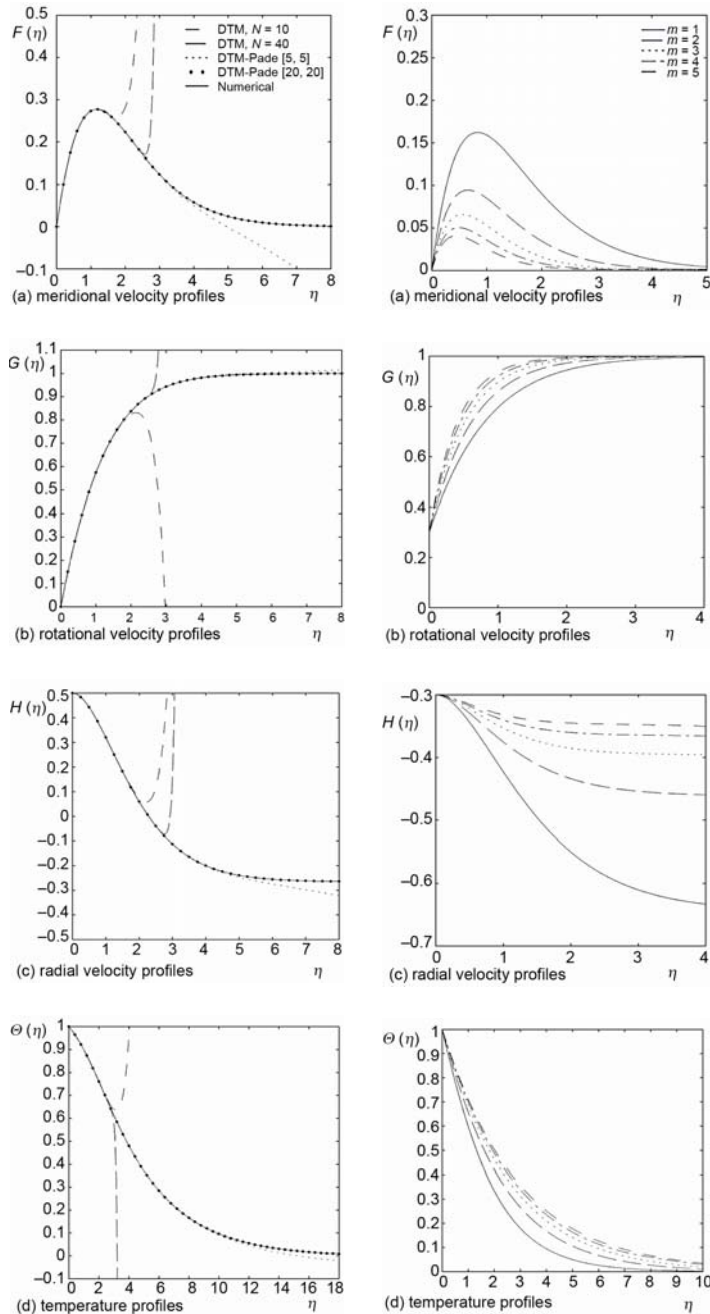 F (η)
0.5
0.4
0.3
0.2
0.1
0
–0.1
DTM, N = 10
DTM, N = 40
DTM-Pade [5, 5]
DTM-Pade [20, 20]
Numerical
0 1 2 3 4 5 6 7 8
(a) meridional velocity profiles η
F (η)
0.3
0.25
0.2
0.15
0.1
0.05
0
m = 1
m = 2
m = 3
m = 4
m = 5
0 1 2 3 4 5
(a) meridional velocity profiles η
G (η)
1.1
1
0.9
0.8
0.7
0.6
0.5
0.4
0.3
0.2
0.1
0
0 1 2 3 4 5 6 7 8
(b) rotational velocity profiles η
G (η)
1
0.8
0.6
0.4
0.2
0
0 1 2 3 4
(b) rotational velocity profiles η
H (η)
0.5
0.4
0.3
0.2
0.1
0
–0.1
–0.2
–0.3
–0.4
–0.5
0 1 2 3 4 5 6 7 8
(c) radial velocity profiles η
H (η)
–0.3
–0.4
–0.5
–0.6
–0.7
0 1 2 3 4
(c) radial velocity profiles η
Θ (η)
1
0.9
0.8
0.7
0.6
0.5
0.4
0.3
0.2
0.1
0
–0.1
0 2 4 6 8 10 12 14 16 18
(d) temperature profiles η
Θ (η)
1
0.9
0.8
0.7
0.6
0.5
0.4
0.3
0.2
0.1
0
0 1 2 3 4 5 6 7 8 9 10
(d) temperature profiles η